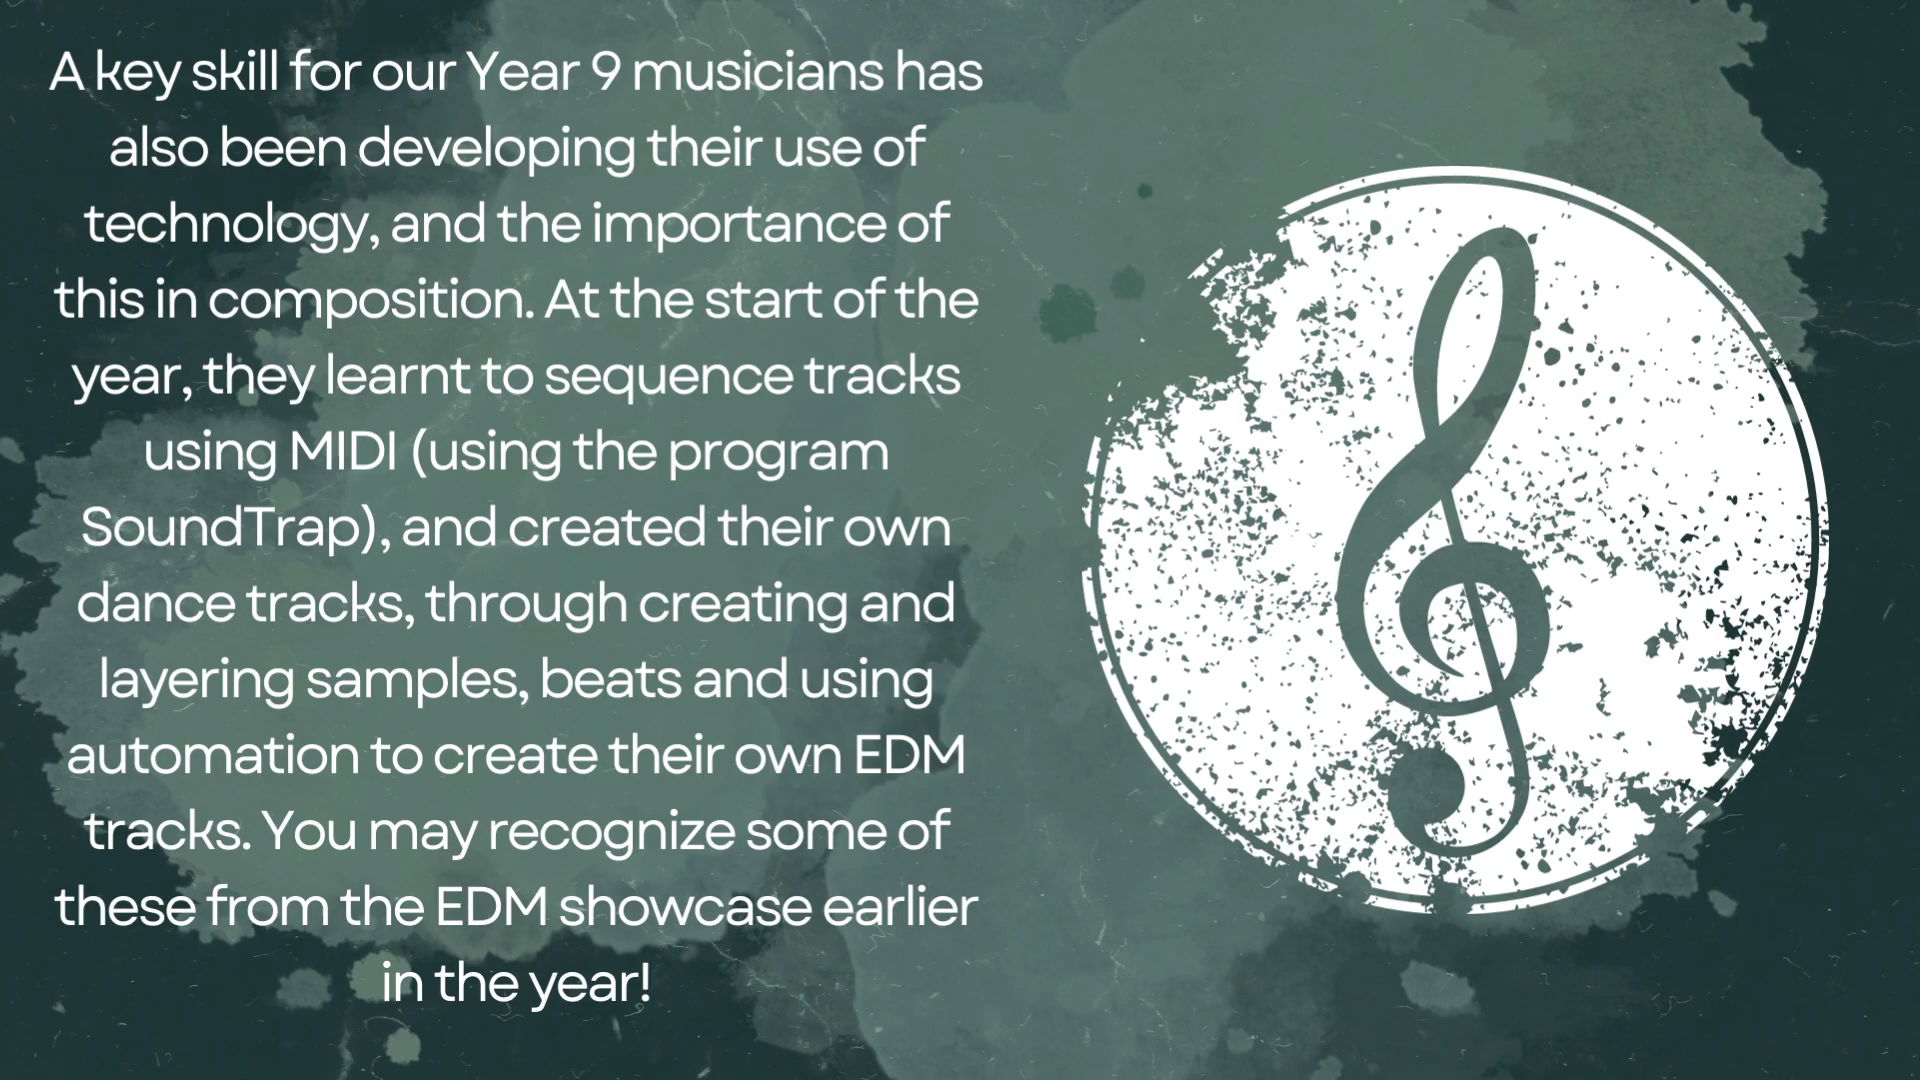 A key skill for our Year 9 musicians has
also been developing their use of
technology, and the importance of
this in composition. At the start of the
year, they learnt to sequence tracks
using MIDI (using the program
SoundTrap), and created their own
dance tracks, through creating and
layering samples, beats and using
automation to create their own EDM
tracks. You may recognize some of
these from the EDM showcase earlier
in the year!